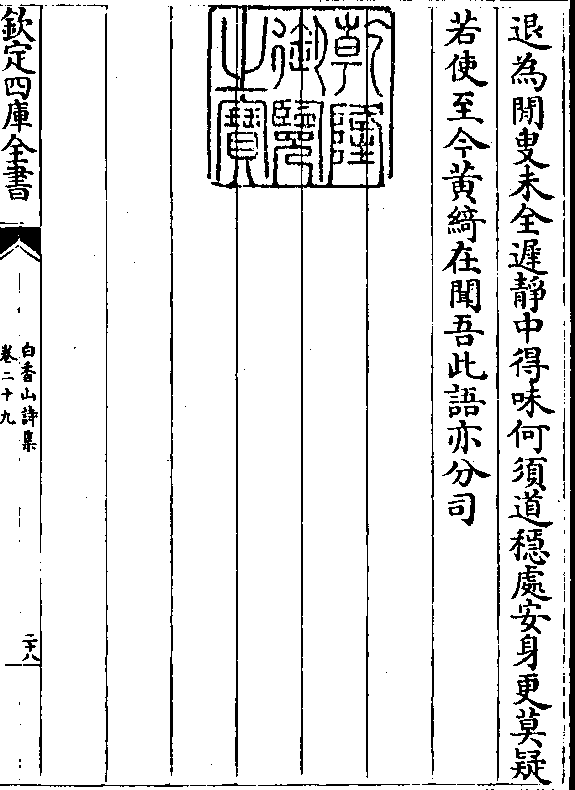 退為閒叟未全遲靜中得味何須道穩處安身更莫疑
若使至今黃綺在聞吾此語亦分司
乾隆
御覽
之寶
欽定四庫全書
白香山詩集
卷二十九
二十八